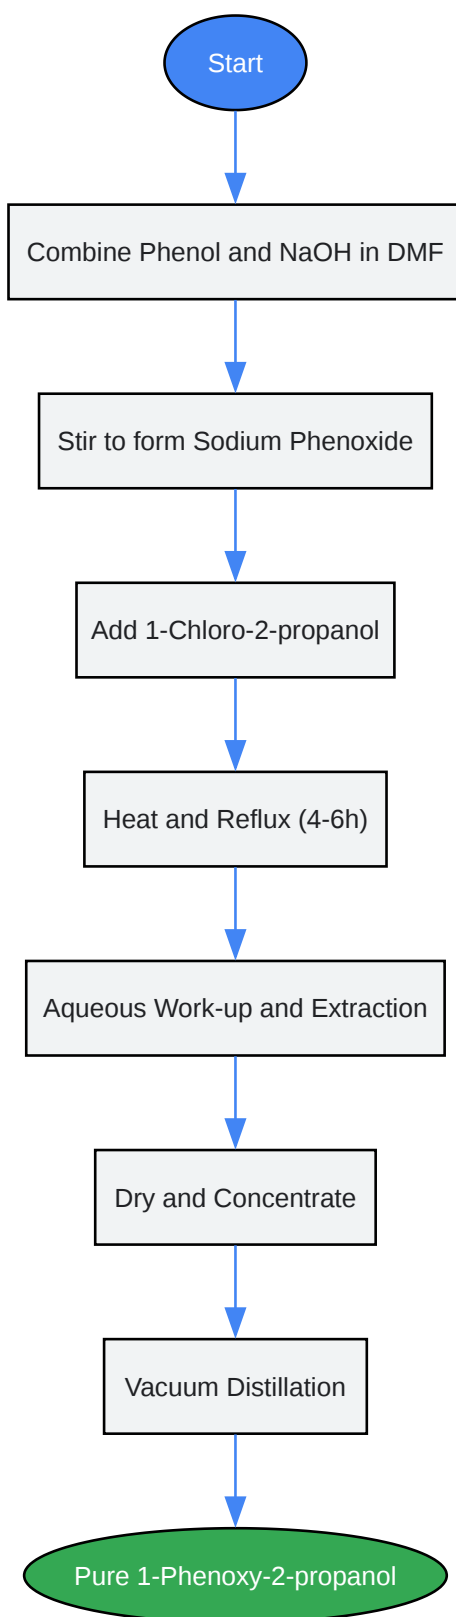 Start
Combine Phenol and NaOH in DMF
Stir to form Sodium Phenoxide
Add 1-Chloro-2-propanol
Heat and Reflux (4-6h)
Aqueous Work-up and Extraction
Dry and Concentrate
Vacuum Distillation
Pure 1-Phenoxy-2-propanol